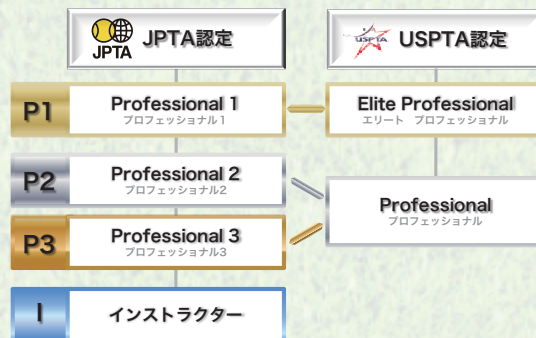 JPTA
JPTA認定
USPTA
USPTA認定
P1
Professional 1
プロフェッショナル1
Elite Professional
エリート プロフェッショナル
P2
Professional 2
プロフェッショナル2
Professional
プロフェッショナル
P3
Professional 3
プロフェッショナル3
I
インストラクター